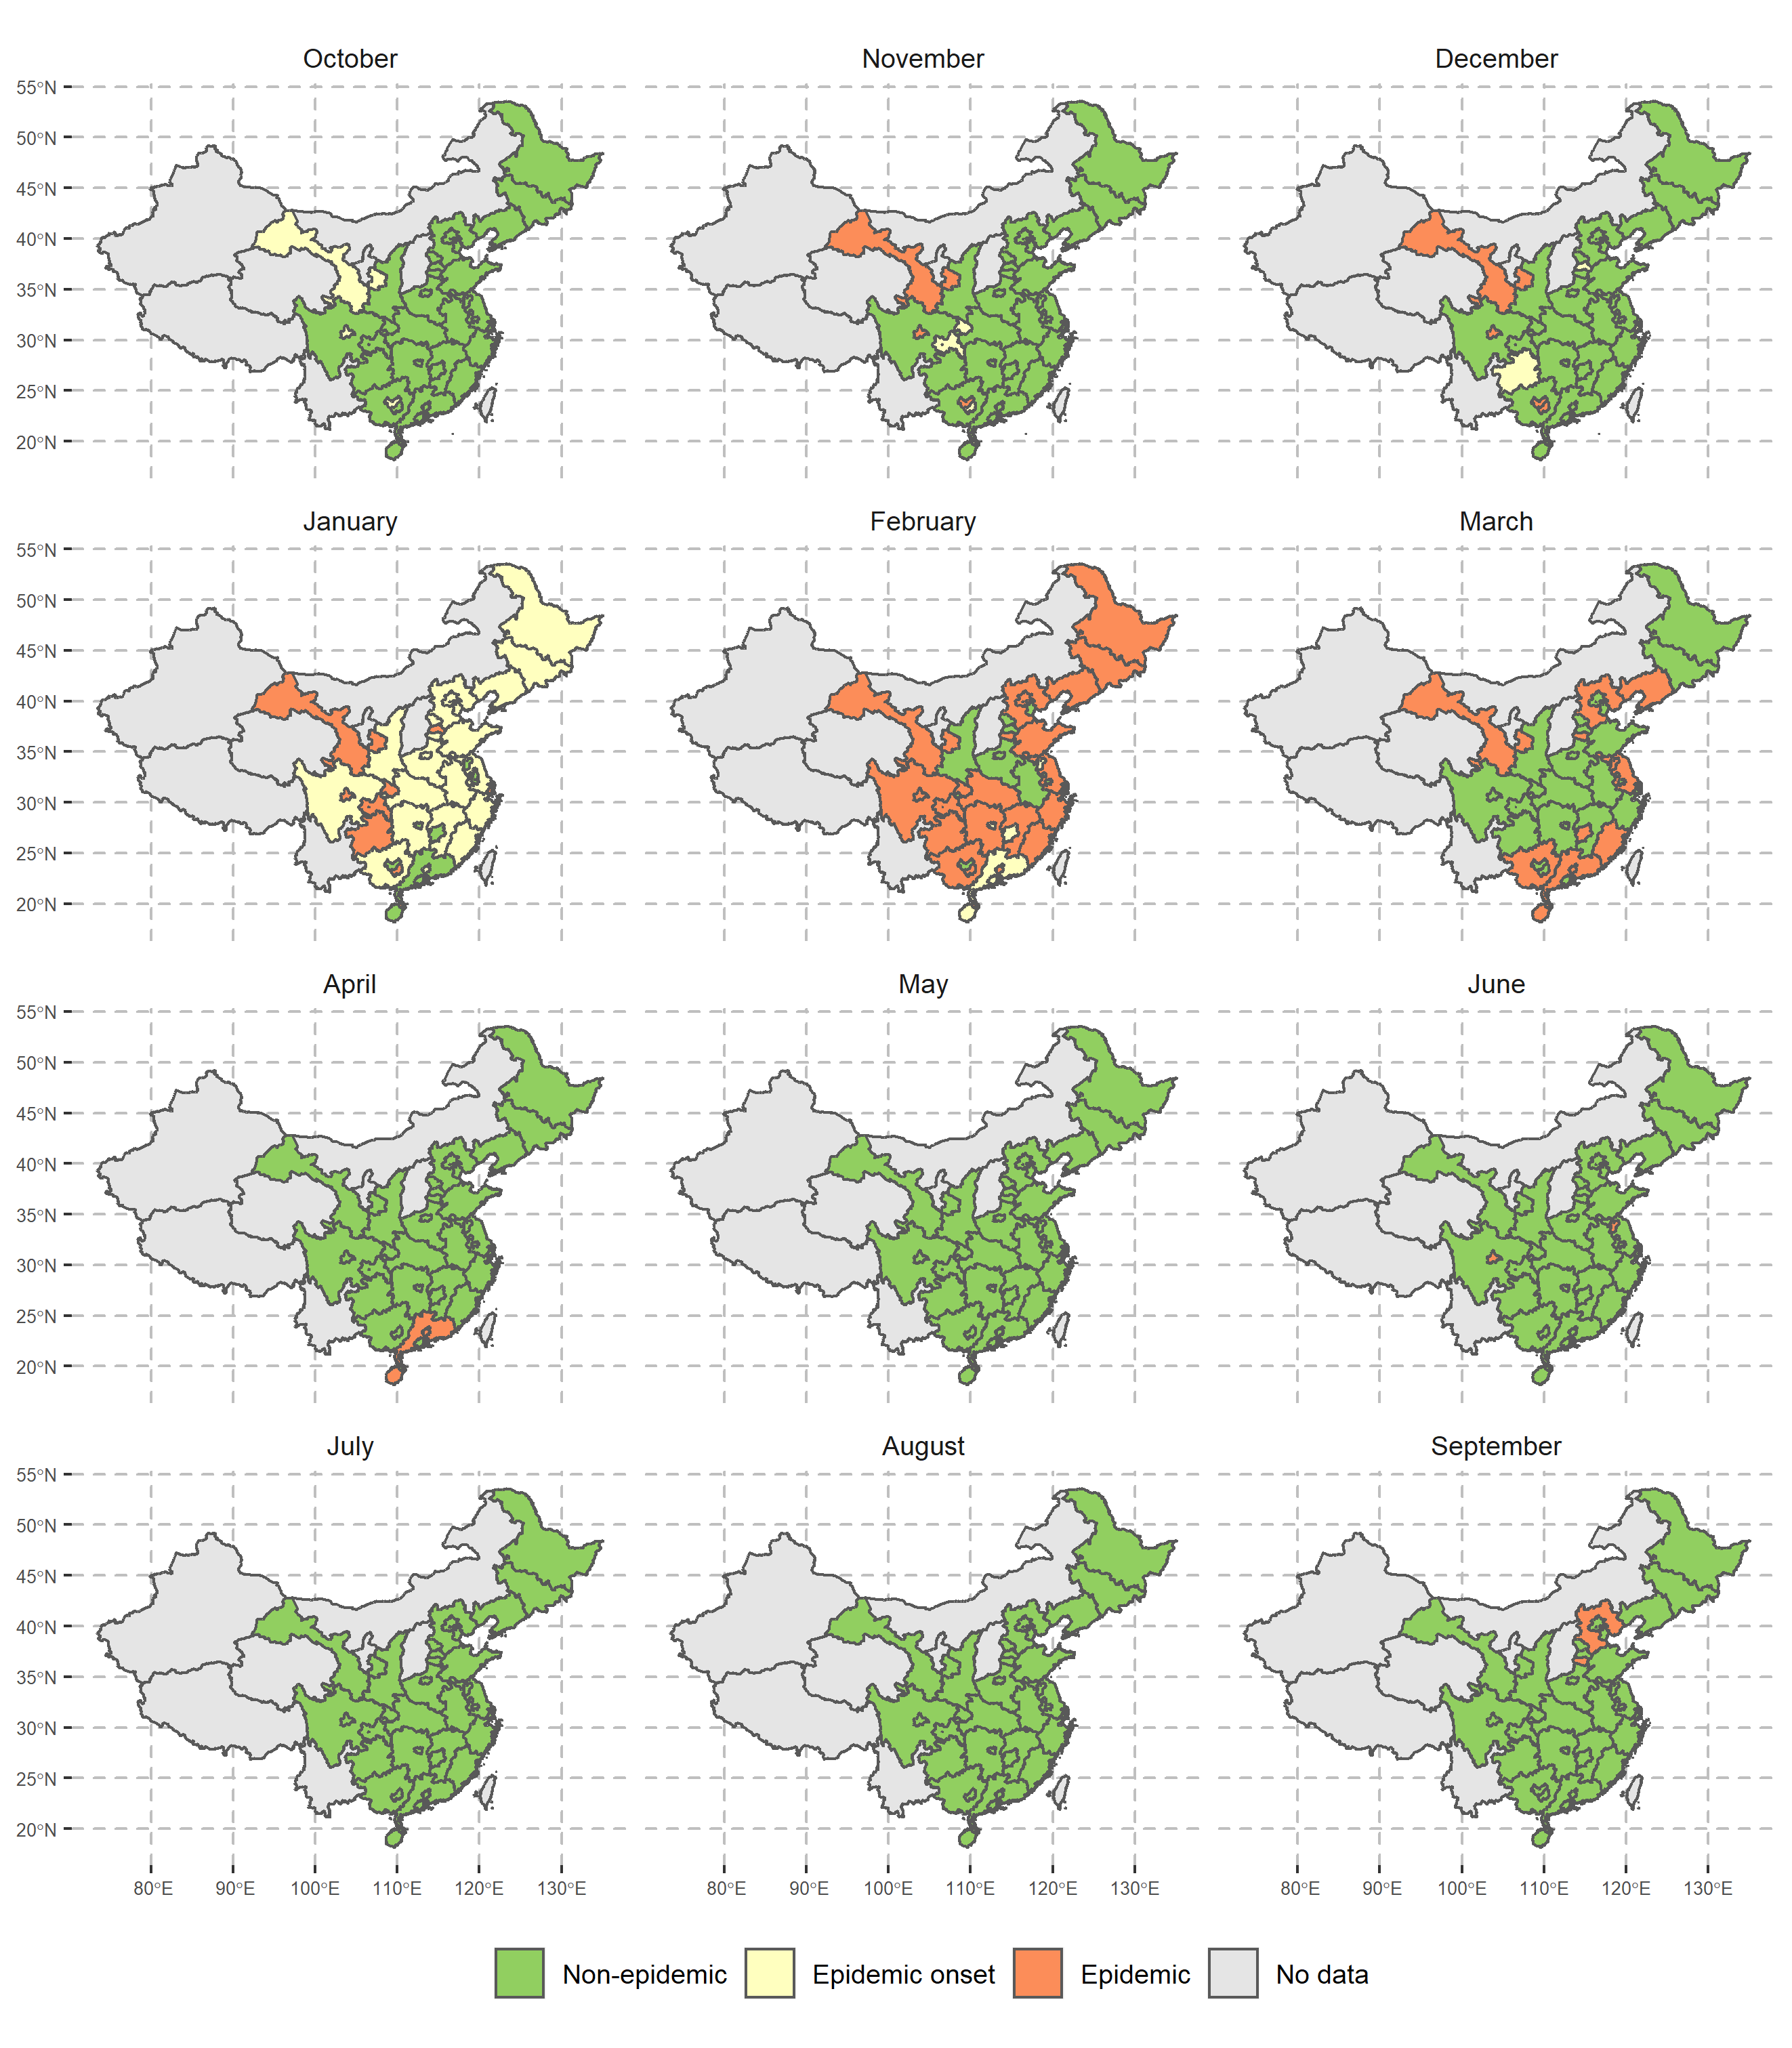 October November December
55°N
50°N
45°N
40°N
35°N
30°N
25°N
20°N
January February March
55°N
50°N
45°N
40°N
35°N
30°N
25°N
20°N
April May June
55°N
50°N
45°N
40°N
35°N
30°N
25°N
20°N
July August September
55°N
50°N
45°N
40°N
35°N
30°N
25°N
20°N
80°E 90°E 100°E 110°E 120°E 130°E 80°E 90°E 100°E 110°E 120°E 130°E 80°E 90°E 100°E 110°E 120°E 130°E
Non-epidemic Epidemic onset Epidemic No data